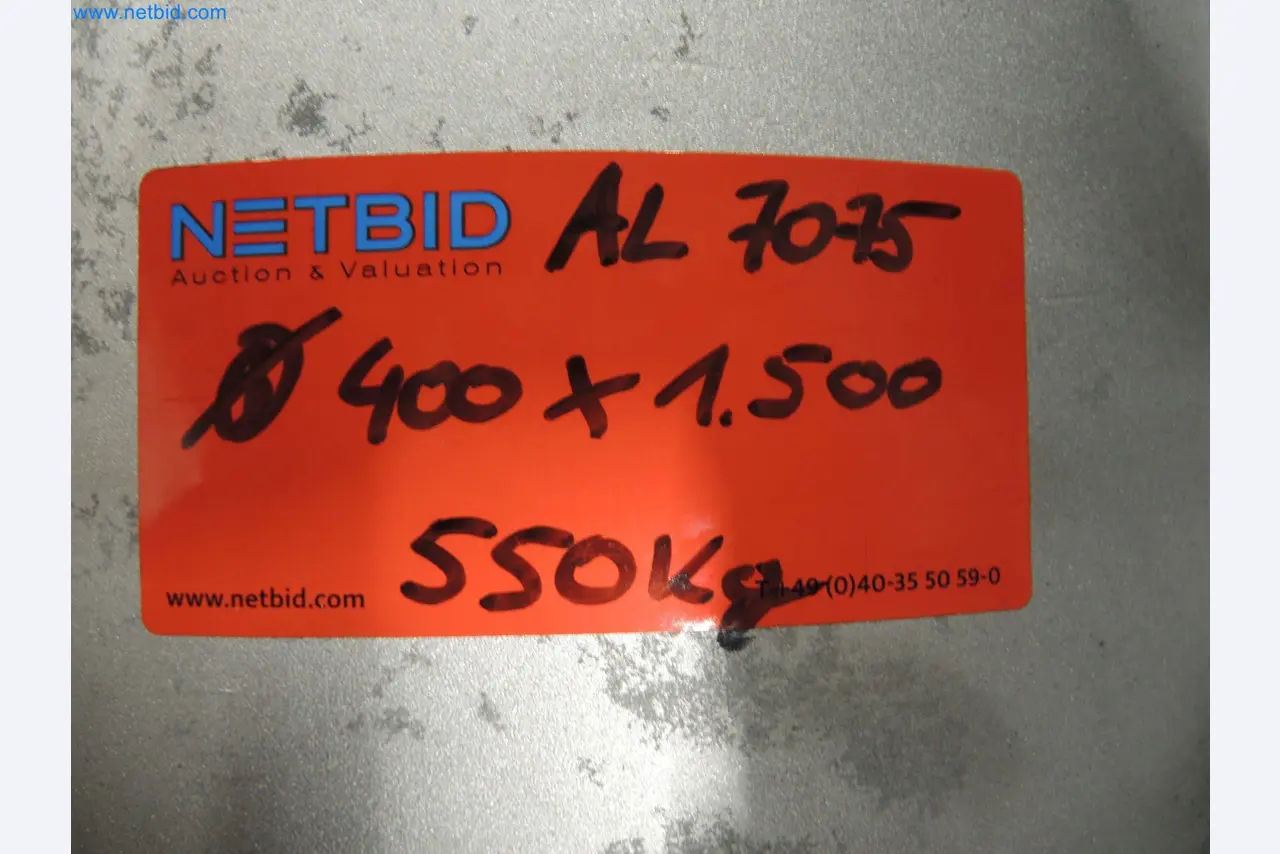 www.netbid.com
NETBID AL 7075
Auction & Valuation
Ø 400 x 1.500
550Kg
www.netbid.com T +49 (0)40-35 50 59-0